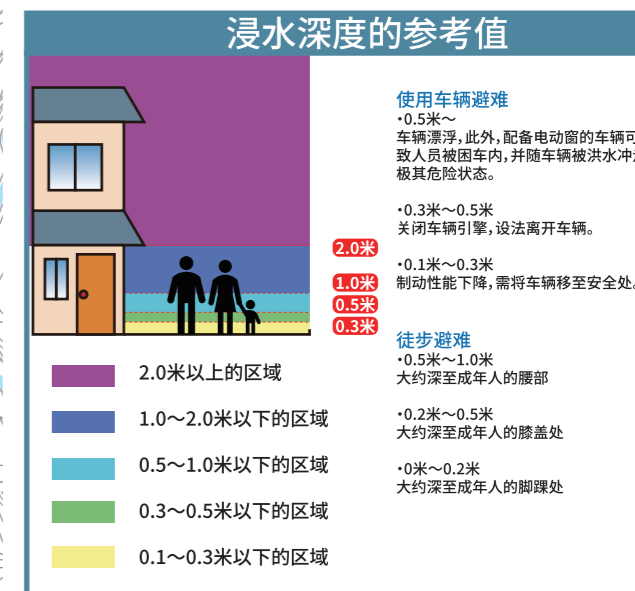 浸水深度的参考值
使用车辆避难
・0.5米～
车辆漂浮,此外,配备电动窗的车辆可
致人员被困车内,并随车辆被洪水冲
极其危险状态。
・0.3米～0.5米
关闭车辆引擎,设法离开车辆。
・0.1米～0.3米
制动性能下降,需将车辆移至安全处。
2.0米
1.0米
0.5米
0.3米
徒步避难
・0.5米～1.0米
大约深至成年人的腰部
・0.2米～0.5米
大约深至成年人的膝盖处
・0米～0.2米
大约深至成年人的脚踝处
2.0米以上的区域
1.0～2.0米以下的区域
0.5～1.0米以下的区域
0.3～0.5米以下的区域
0.1～0.3米以下的区域